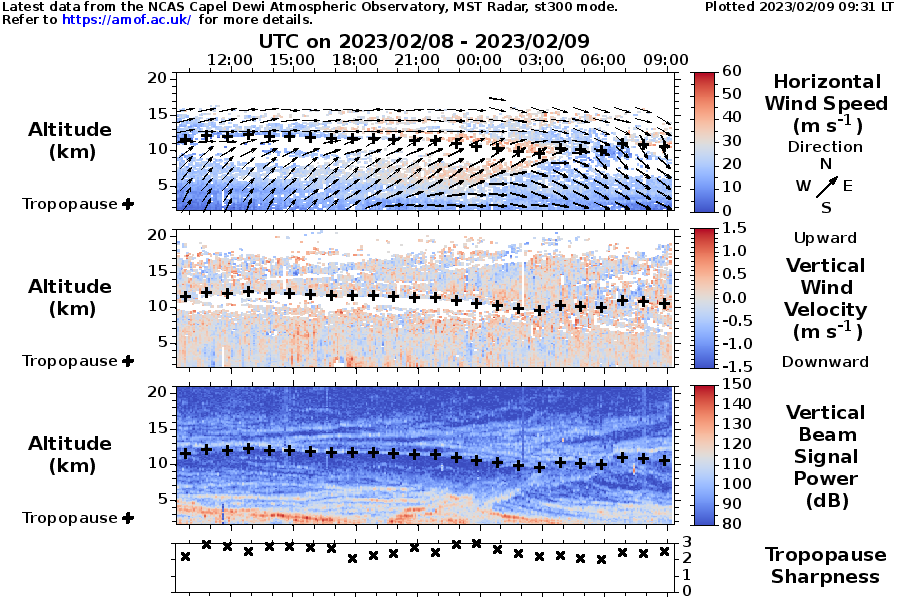 Latest data from the NCAS Capel Dewi Atmospheric Observatory, MST Radar, st300 mode.
Plotted 2023/02/09 09:31 LT
Refer to https://amof.ac.uk/ for more details.
UTC on 2023/02/08 - 2023/02/09
12:00 15:00 18:00 21:00 00:00 03:00 06:00 09:00
20
15
10
5
Altitude
(km)
Tropopause
60
50
40
30
20
10
0
Horizontal
Wind Speed
(m s-1)
Direction
N
W E
S
20
15
10
5
Altitude
(km)
Tropopause
1.5
1.0
0.5
0.0
-0.5
-1.0
-1.5
Upward
Vertical
Wind
Velocity
(m s-1)
Downward
20
15
10
5
Altitude
(km)
Tropopause
150
140
130
120
110
100
90
80
Vertical
Beam
Signal
Power
(dB)
3
2
1
0
Tropopause
Sharpness